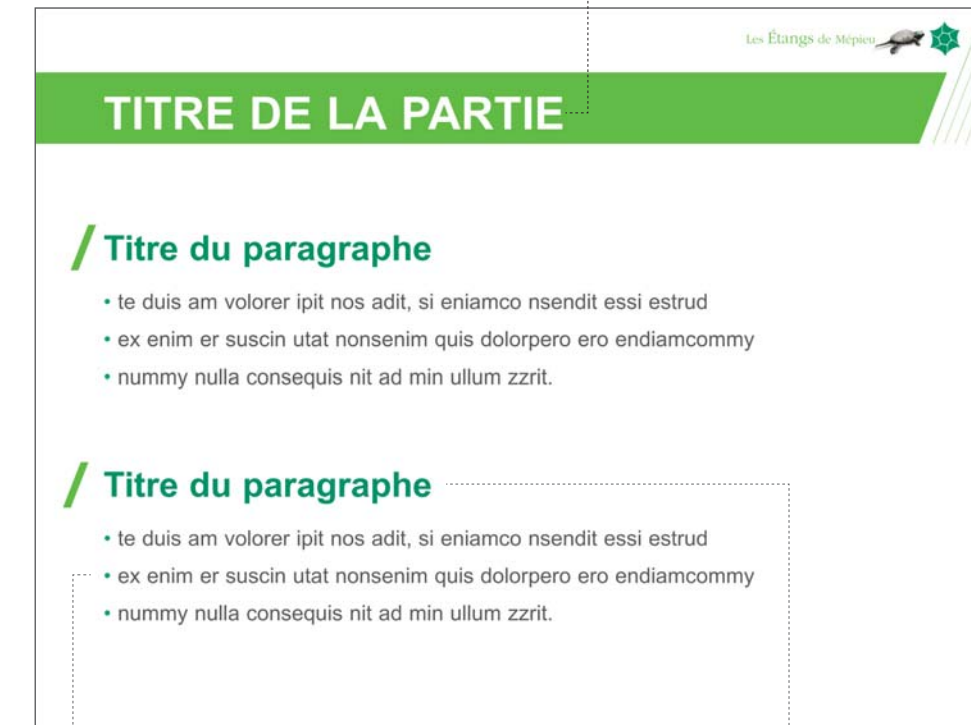 Les Étangs de Mépieu
TITRE DE LA PARTIE
Titre du paragraphe
• te duis am volorer ipit nos adit, si eniamco nsendit essi estrud
• ex enim er suscin utat nonsenim quis dolorpero ero endiamcommy
• nummy nulla consequis nit ad min ullum zzrit.
Titre du paragraphe
• te duis am volorer ipit nos adit, si eniamco nsendit essi estrud
• ex enim er suscin utat nonsenim quis dolorpero ero endiamcommy
• nummy nulla consequis nit ad min ullum zzrit.